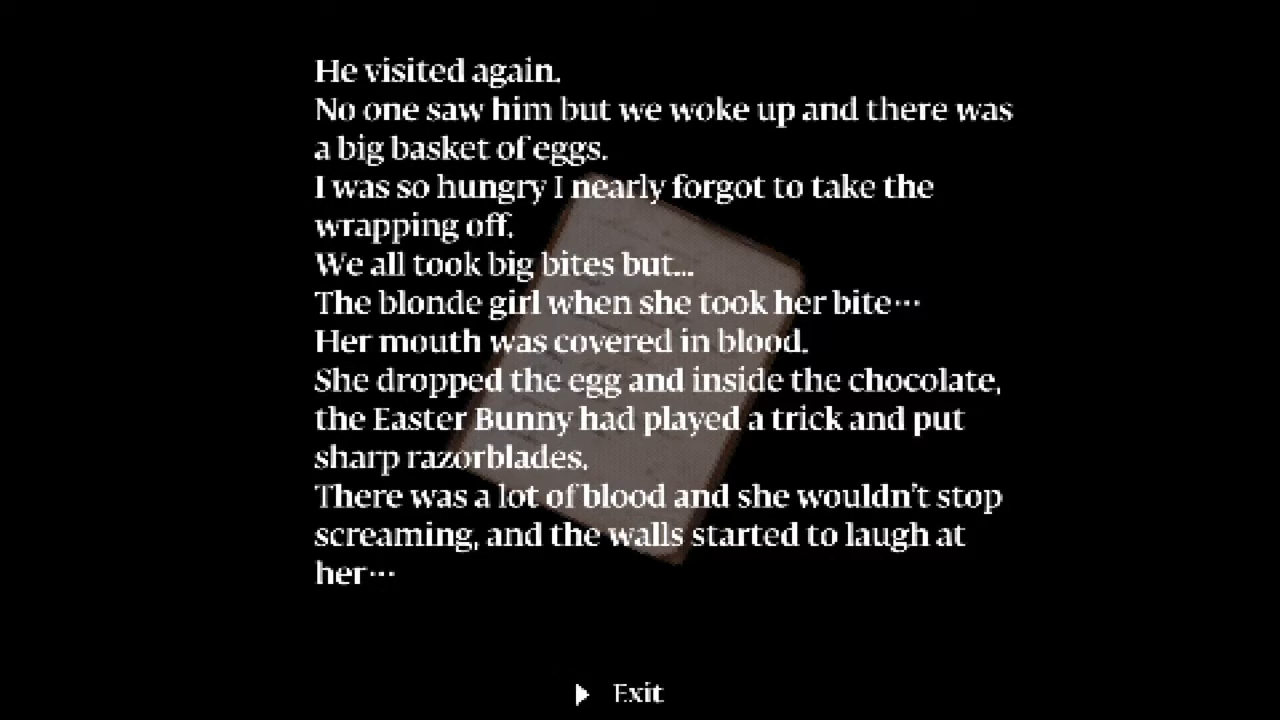 He visited again.
No one saw him but we woke up and there was
a big basket of eggs.
I was so hungry I nearly forgot to take the
wrapping off.
We all took big bites but...
The blonde girl when she took her bite···
Her mouth was covered in blood.
She dropped the egg and inside the chocolate,
the Easter Bunny had played a trick and put
sharp razorblades.
There was a lot of blood and she wouldn't stop
screaming, and the walls started to laugh at
her···
Exit